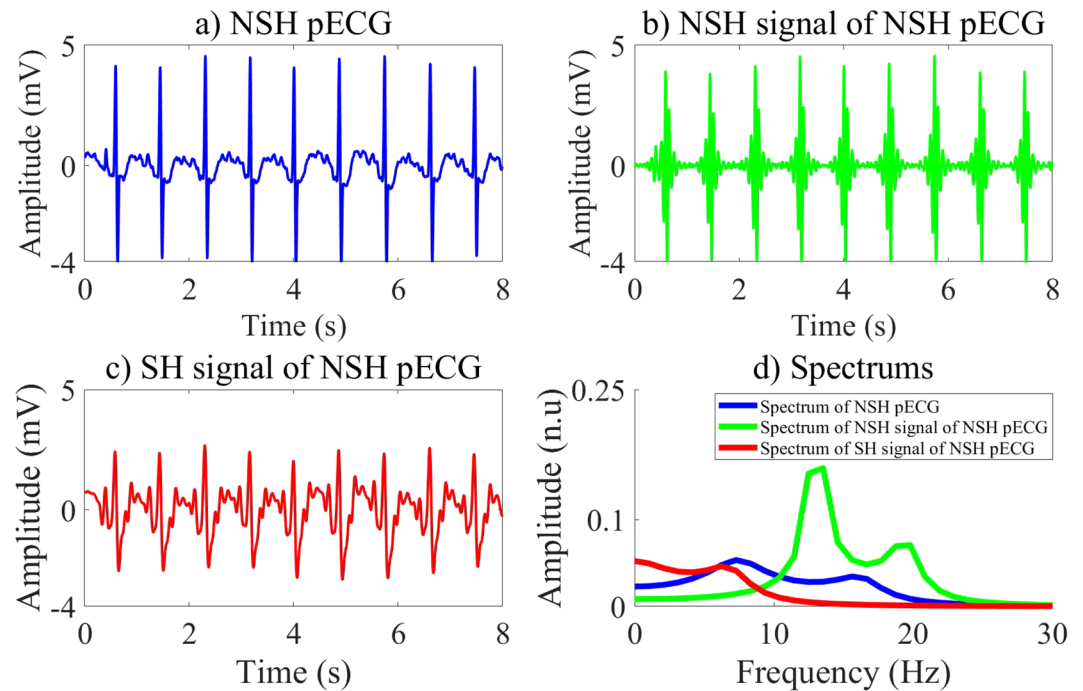 a) NSH pECG
5
0
-4
Amplitude (mV)
0 2 4 6 8
Time (s)
b) NSH signal of NSH pECG
5
0
-4
Amplitude (mV)
0 2 4 6 8
Time (s)
c) SH signal of NSH pECG
5
0
-4
Amplitude (mV)
0 2 4 6 8
Time (s)
d) Spectrums
0.25
0.1
0
Amplitude (n.u)
Spectrum of NSH pECG
Spectrum of NSH signal of NSH pECG
Spectrum of SH signal of NSH pECG
0 10 20 30
Frequency (Hz)